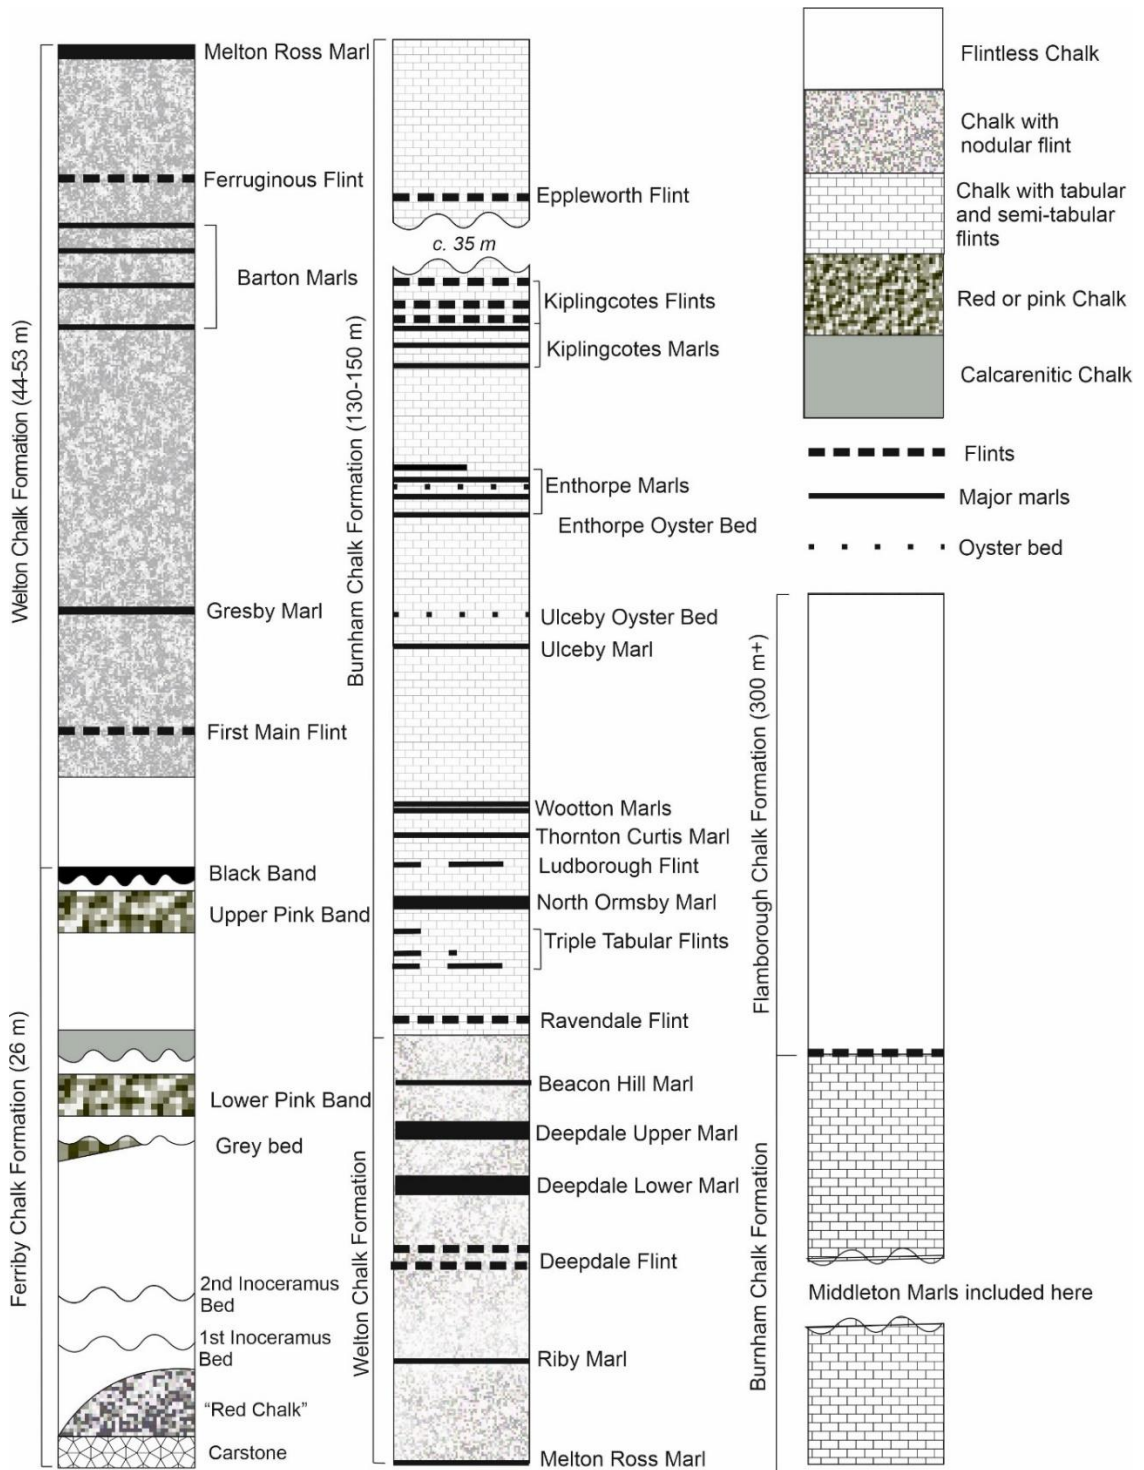 Melton Ross Marl
Ferruginous Flint
Barton Marls
Gresby Marl
First Main Flint
Black Band
Upper Pink Band
Lower Pink Band
Grey bed
2nd Inoceramus
Bed
1st Inoceramus
Bed
“Red Chalk”
Carstone
Welton Chalk Formation (44-53 m)
Ferriby Chalk Formation (26 m)
Eppleworth Flint
c. 35 m
Kiplingcotes Flints
Kiplingcotes Marls
Enthorpe Marls
Enthorpe Oyster Bed
Ulceby Oyster Bed
Ulceby Marl
Wootton Marls
Thornton Curtis Marl
Ludborough Flint
North Ormsby Marl
Triple Tabular Flints
Ravendale Flint
Beacon Hill Marl
Deepdale Upper Marl
Deepdale Lower Marl
Deepdale Flint
Riby Marl
Melton Ross Marl
Burnham Chalk Formation (130-150 m)
Welton Chalk Formation
Flintless Chalk
Chalk with
nodular flint
Chalk with tabular
and semi-tabular
flints
Red or pink Chalk
Calcarenitic Chalk
Flints
Major marls
Oyster bed
Flamborough Chalk Formation (300 m+)
Burnham Chalk Formation
Middleton Marls included here